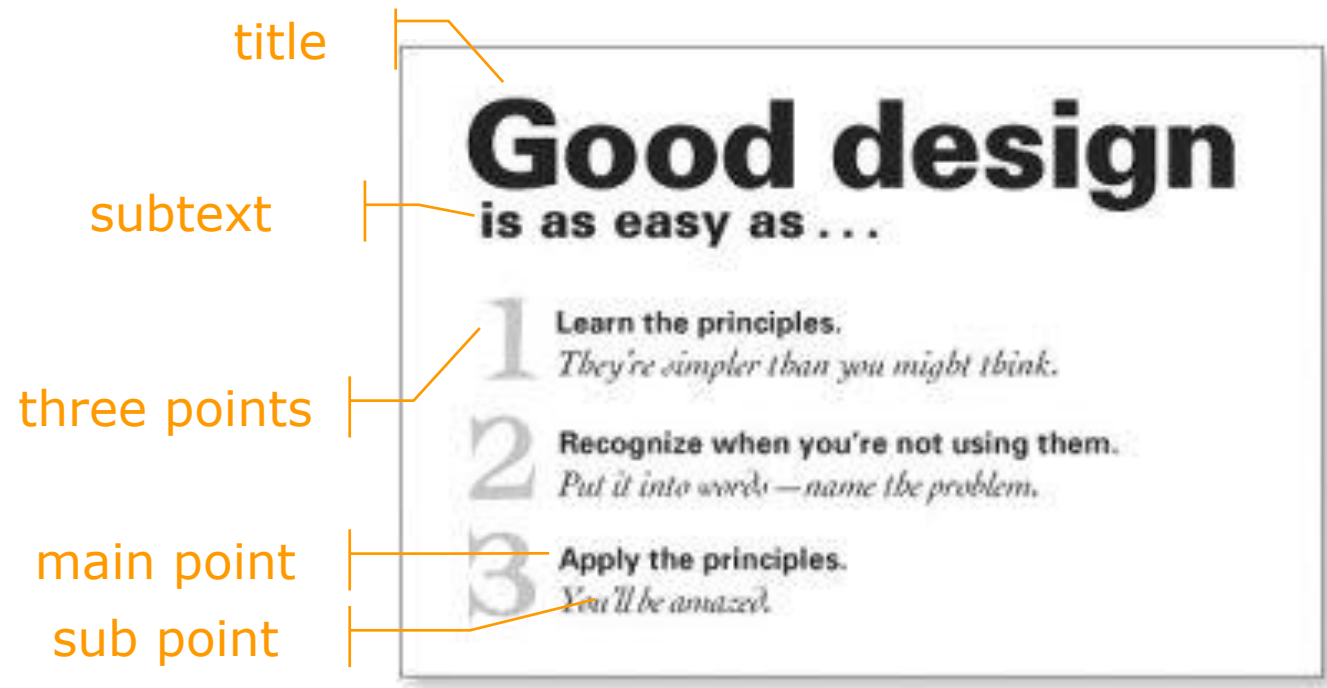 title
Good design
subtext
is as easy as . . .
1
Learn the principles.
They're simpler than you might think.
three points
2
Recognize when you're not using them.
Put it into words—name the problem.
main point
3
Apply the principles.
You'll be amazed.
sub point